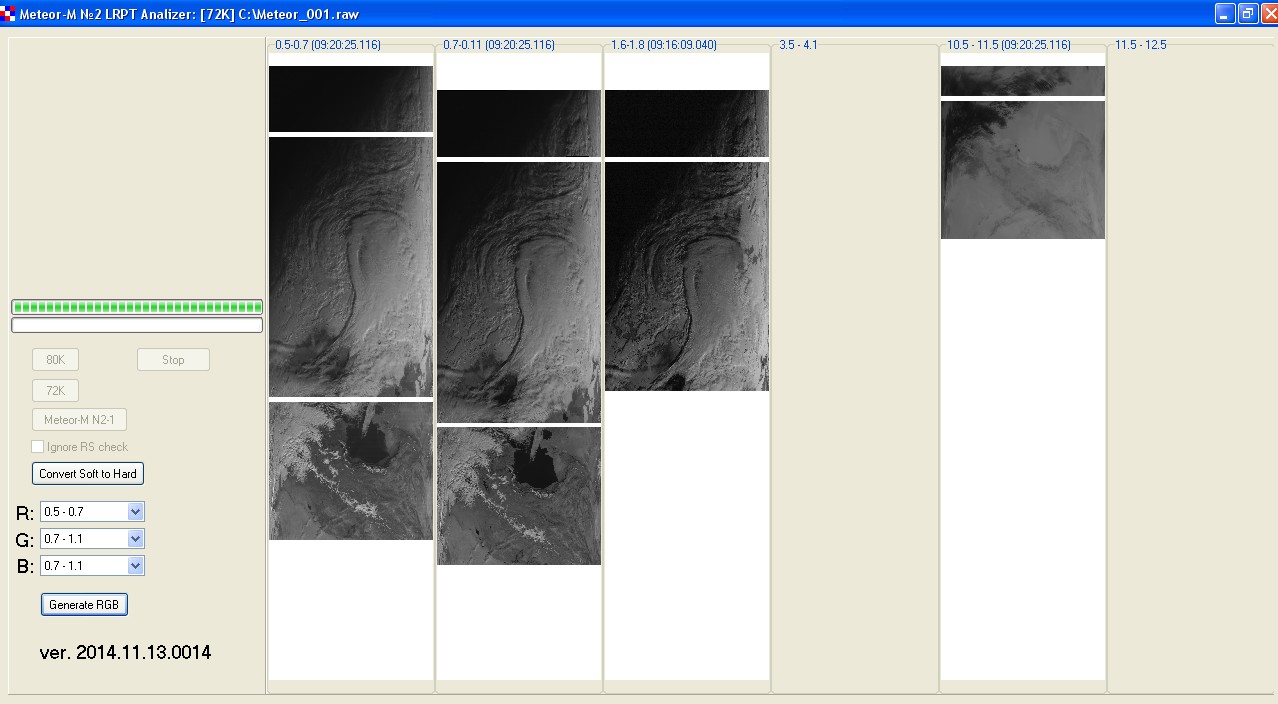 Meteor-M №2 LRPT Analizer: [72K] C:\Meteor_001.raw
0.5-0.7 (09:20:25.116)
0.7-0.11 (09:20:25.116)
1.6-1.8 (09:16:09.040)
3.5 - 4.1
10.5 - 11.5 (09:20:25.116)
11.5 - 12.5
80K
Stop
72K
Meteor-M N2-1
Ignore RS check
Convert Soft to Hard
R: 0.5 - 0.7
G: 0.7 - 1.1
B: 0.7 - 1.1
Generate RGB
ver. 2014.11.13.0014